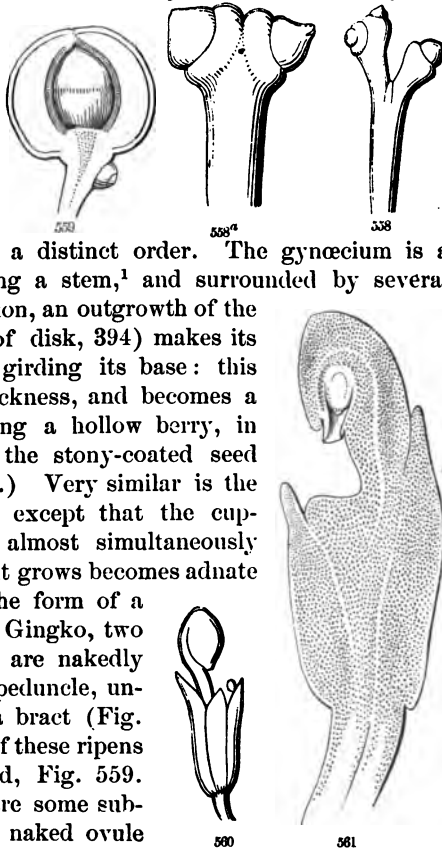 559
558a
558
a distinct order. The gynœcium is a
ng a stem,¹ and surrounded by severa
ion, an outgrowth of the
of disk, 394) makes its
girding its base: this
ckness, and becomes a
ng a hollow berry, in
the stony-coated seed
.) Very similar is the
except that the cup-
almost simultaneously
t grows becomes adnate
he form of a
Gingko, two
are nakedly
peduncle, un-
a bract (Fig.
f these ripens
d, Fig. 559.
re some sub-
naked ovule
560
561